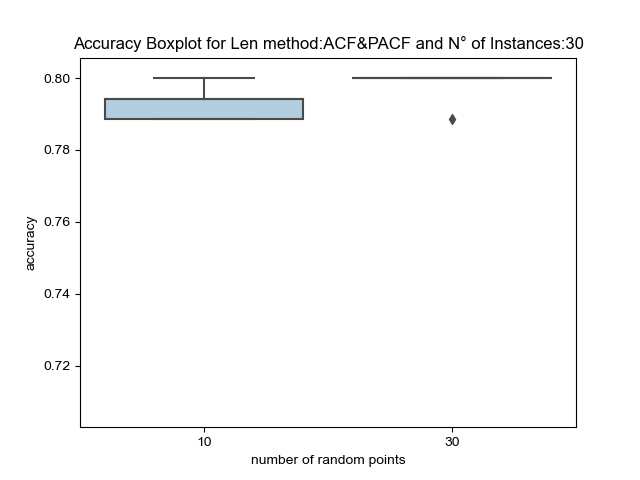 Accuracy Boxplot for Len method:ACF&PACF and N° of Instances:30
0.80
0.78
0.76
0.74
0.72
accuracy
10 30
number of random points